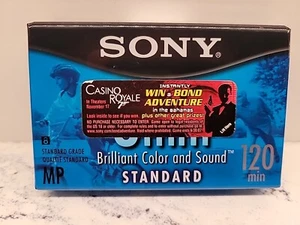 SONY
CASINO
ROYALE
In Theaters
November 17
INSTANTLY
WIN A BOND
ADVENTURE
in the bahamas
plus other great prizes!
Look inside to see if you won.
NO PURCHASE NECESSARY TO ENTER.
8
STANDARD GRADE
QUALITÉ STANDARD
MP
Brilliant Color and Sound™
STANDARD
120
min